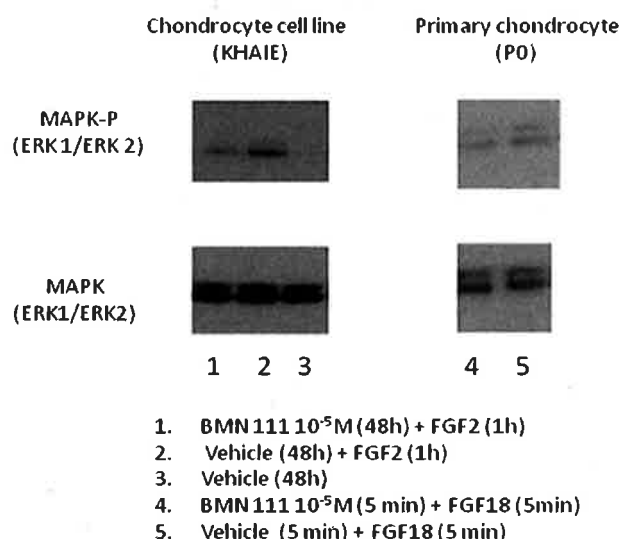 Chondrocyte cell line
(KHAIE)
Primary chondrocyte
(P0)
MAPK-P
(ERK1/ERK 2)
MAPK
(ERK1/ERK2)
1 2 3
4 5
1. BMN 111 10⁻⁵M (48h) + FGF2 (1h)
2. Vehicle (48h) + FGF2 (1h)
3. Vehicle (48h)
4. BMN 111 10⁻⁵M (5 min) + FGF18 (5min)
5. Vehicle (5 min) + FGF18 (5 min)